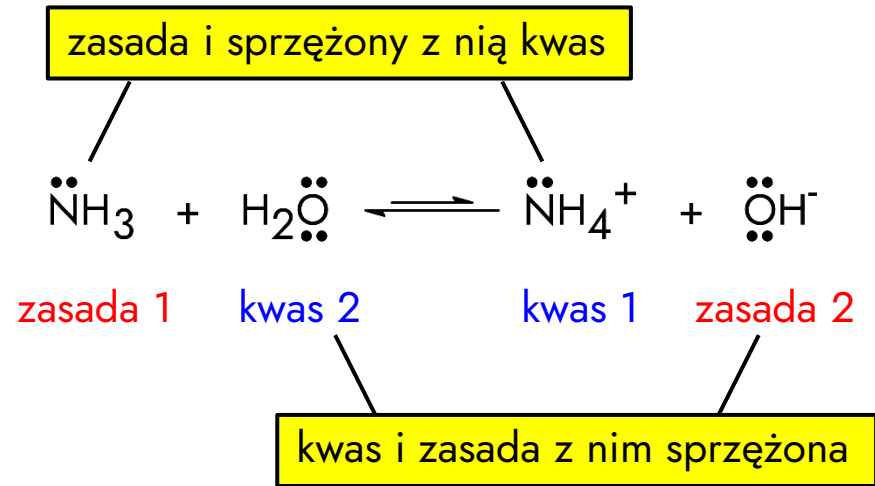 zasada i sprzężony z nią kwas
NH₃ + H₂O ⇌ NH₄⁺ + OH⁻
zasada 1 kwas 2 kwas 1 zasada 2
kwas i zasada z nim sprzężona